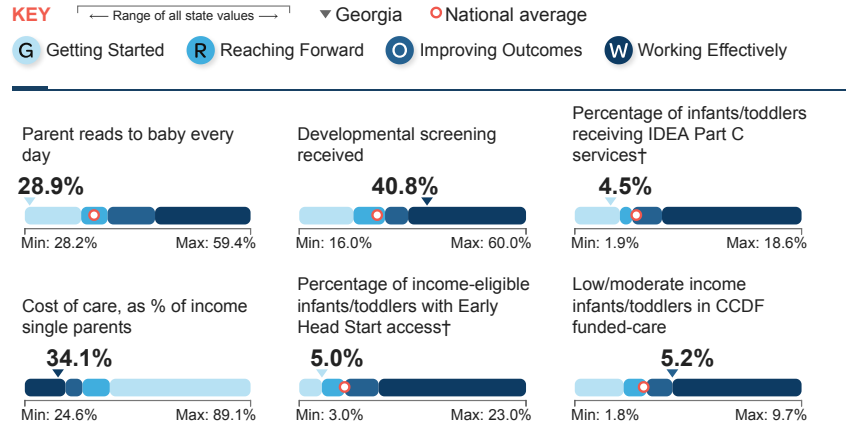 KEY
Range of all state values
Georgia
National average
G Getting Started
R Reaching Forward
O Improving Outcomes
W Working Effectively
Parent reads to baby every
day
28.9%
Min: 28.2%
Max: 59.4%
Developmental screening
received
40.8%
Min: 16.0%
Max: 60.0%
Percentage of infants/toddlers
receiving IDEA Part C
services†
4.5%
Min: 1.9%
Max: 18.6%
Cost of care, as % of income
single parents
34.1%
Min: 24.6%
Max: 89.1%
Percentage of income-eligible
infants/toddlers with Early
Head Start access†
5.0%
Min: 3.0%
Max: 23.0%
Low/moderate income
infants/toddlers in CCDF
funded-care
5.2%
Min: 1.8%
Max: 9.7%